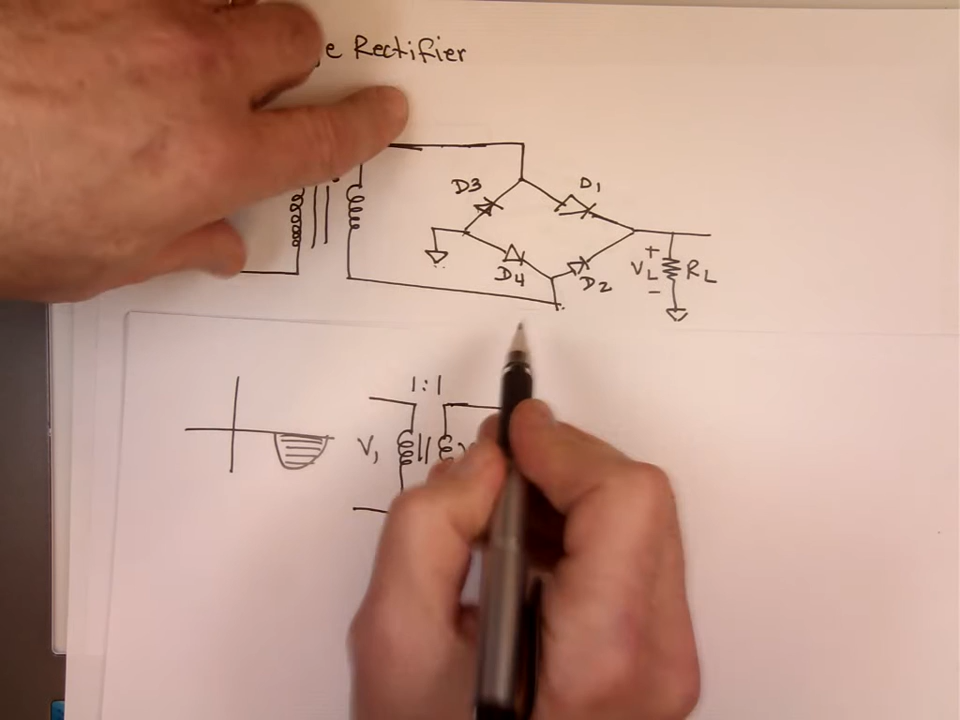 Rectifier
D3
D1
+
VL
RL
-
D4
D2
1:1
V1